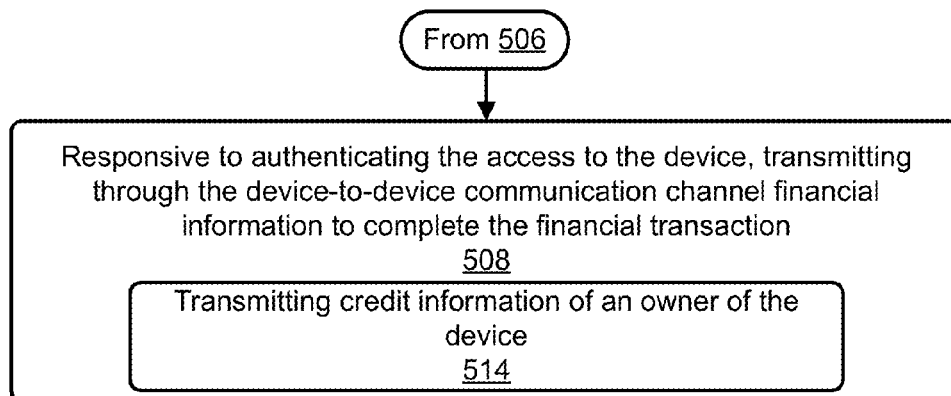 From 506
Responsive to authenticating the access to the device, transmitting
through the device-to-device communication channel financial
information to complete the financial transaction
508
Transmitting credit information of an owner of the
device
514